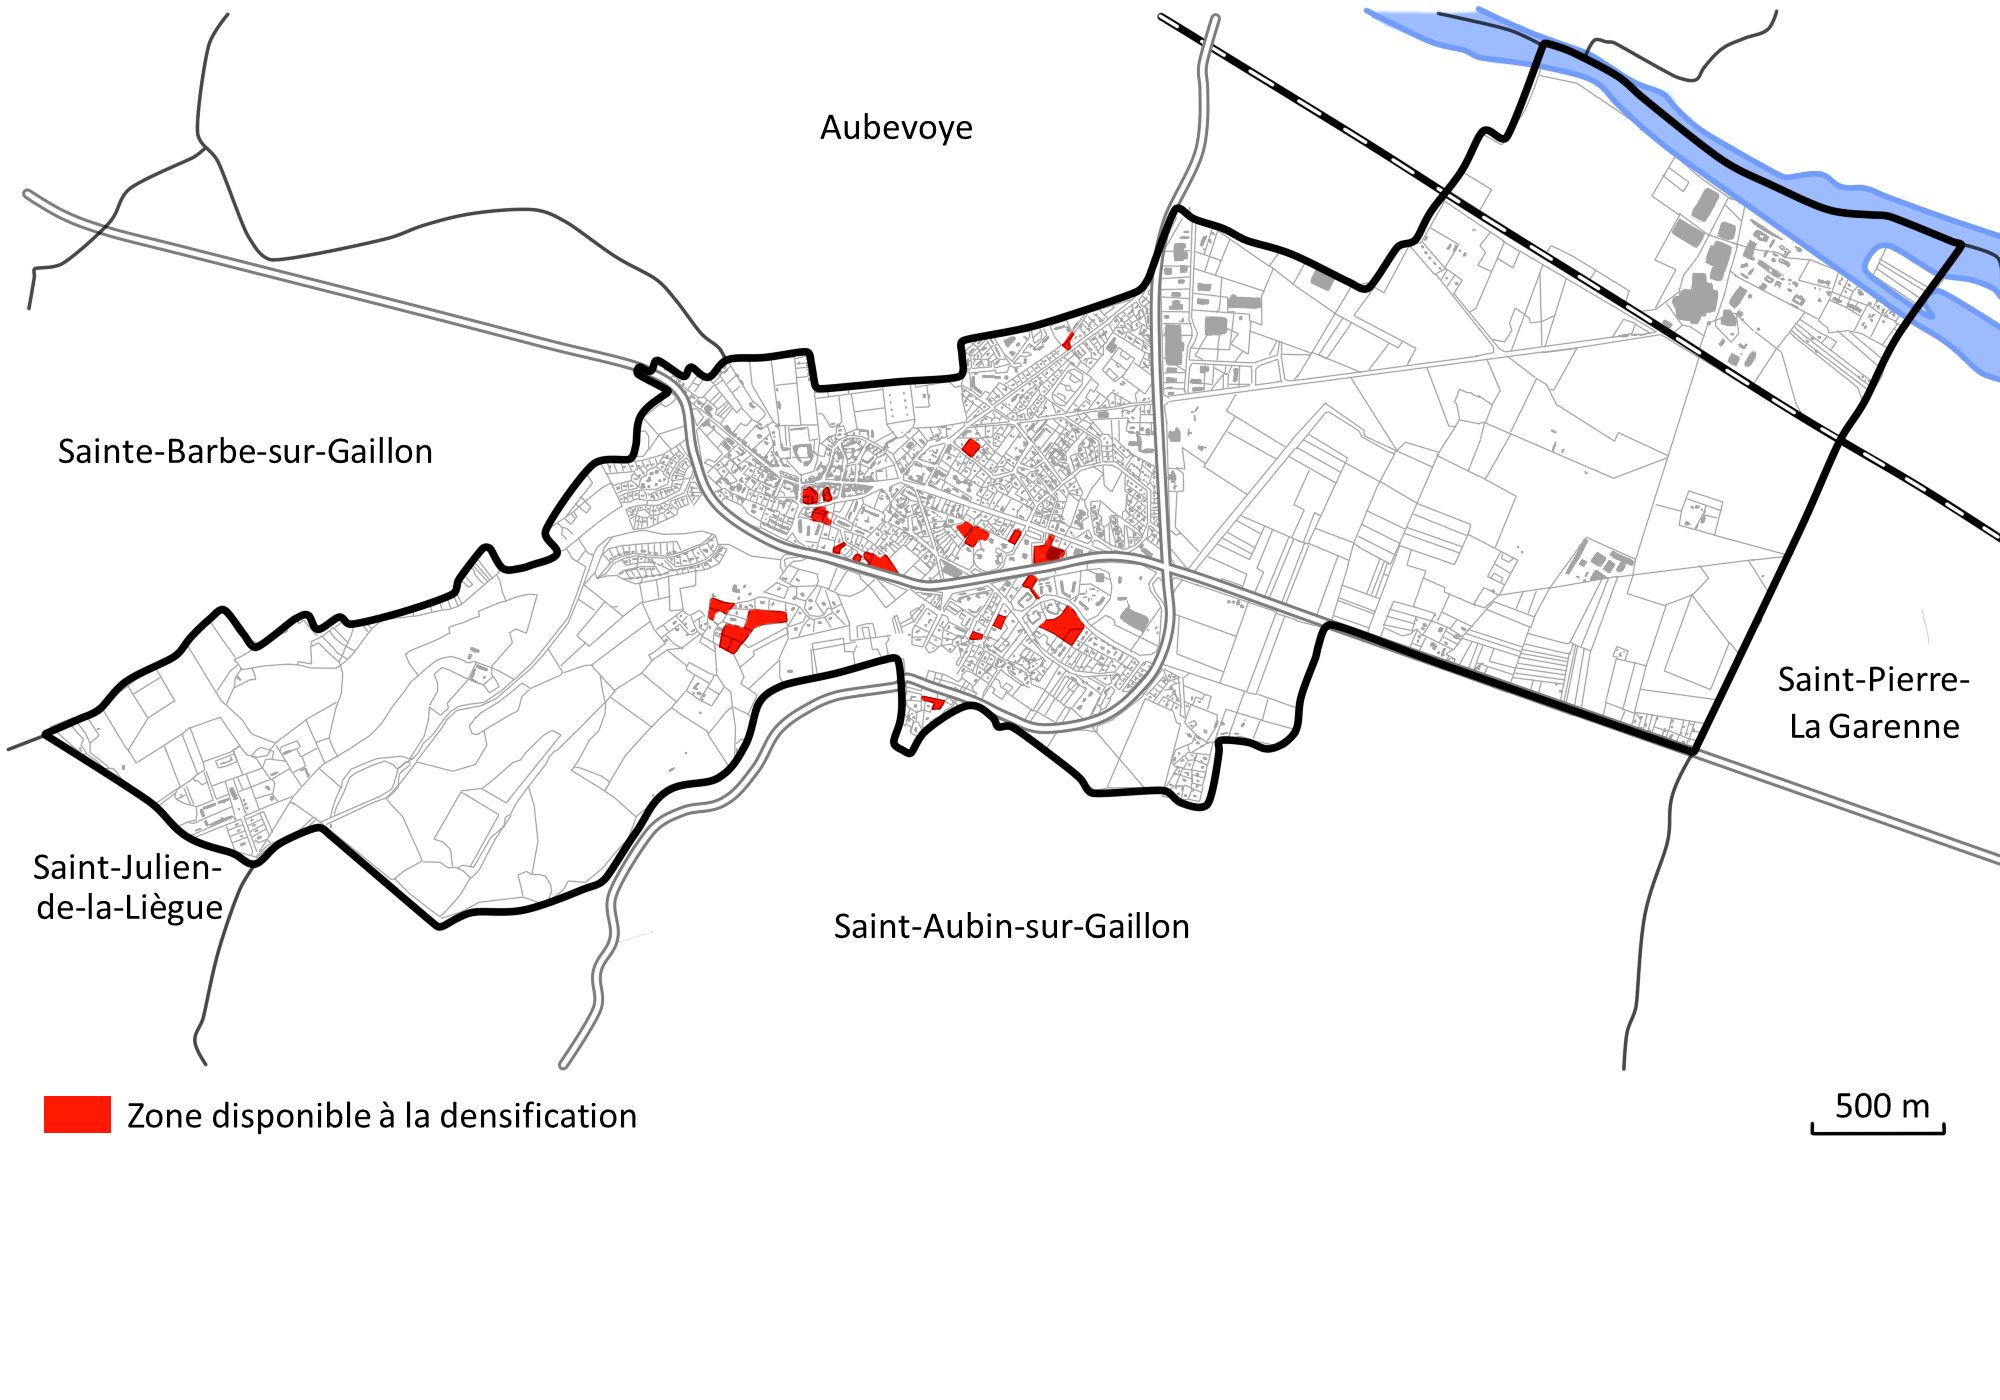 Aubevoye
Sainte-Barbe-sur-Gaillon
Saint-Pierre-
La Garenne
Saint-Julien-
de-la-Liègue
Saint-Aubin-sur-Gaillon
Zone disponible à la densification
500 m